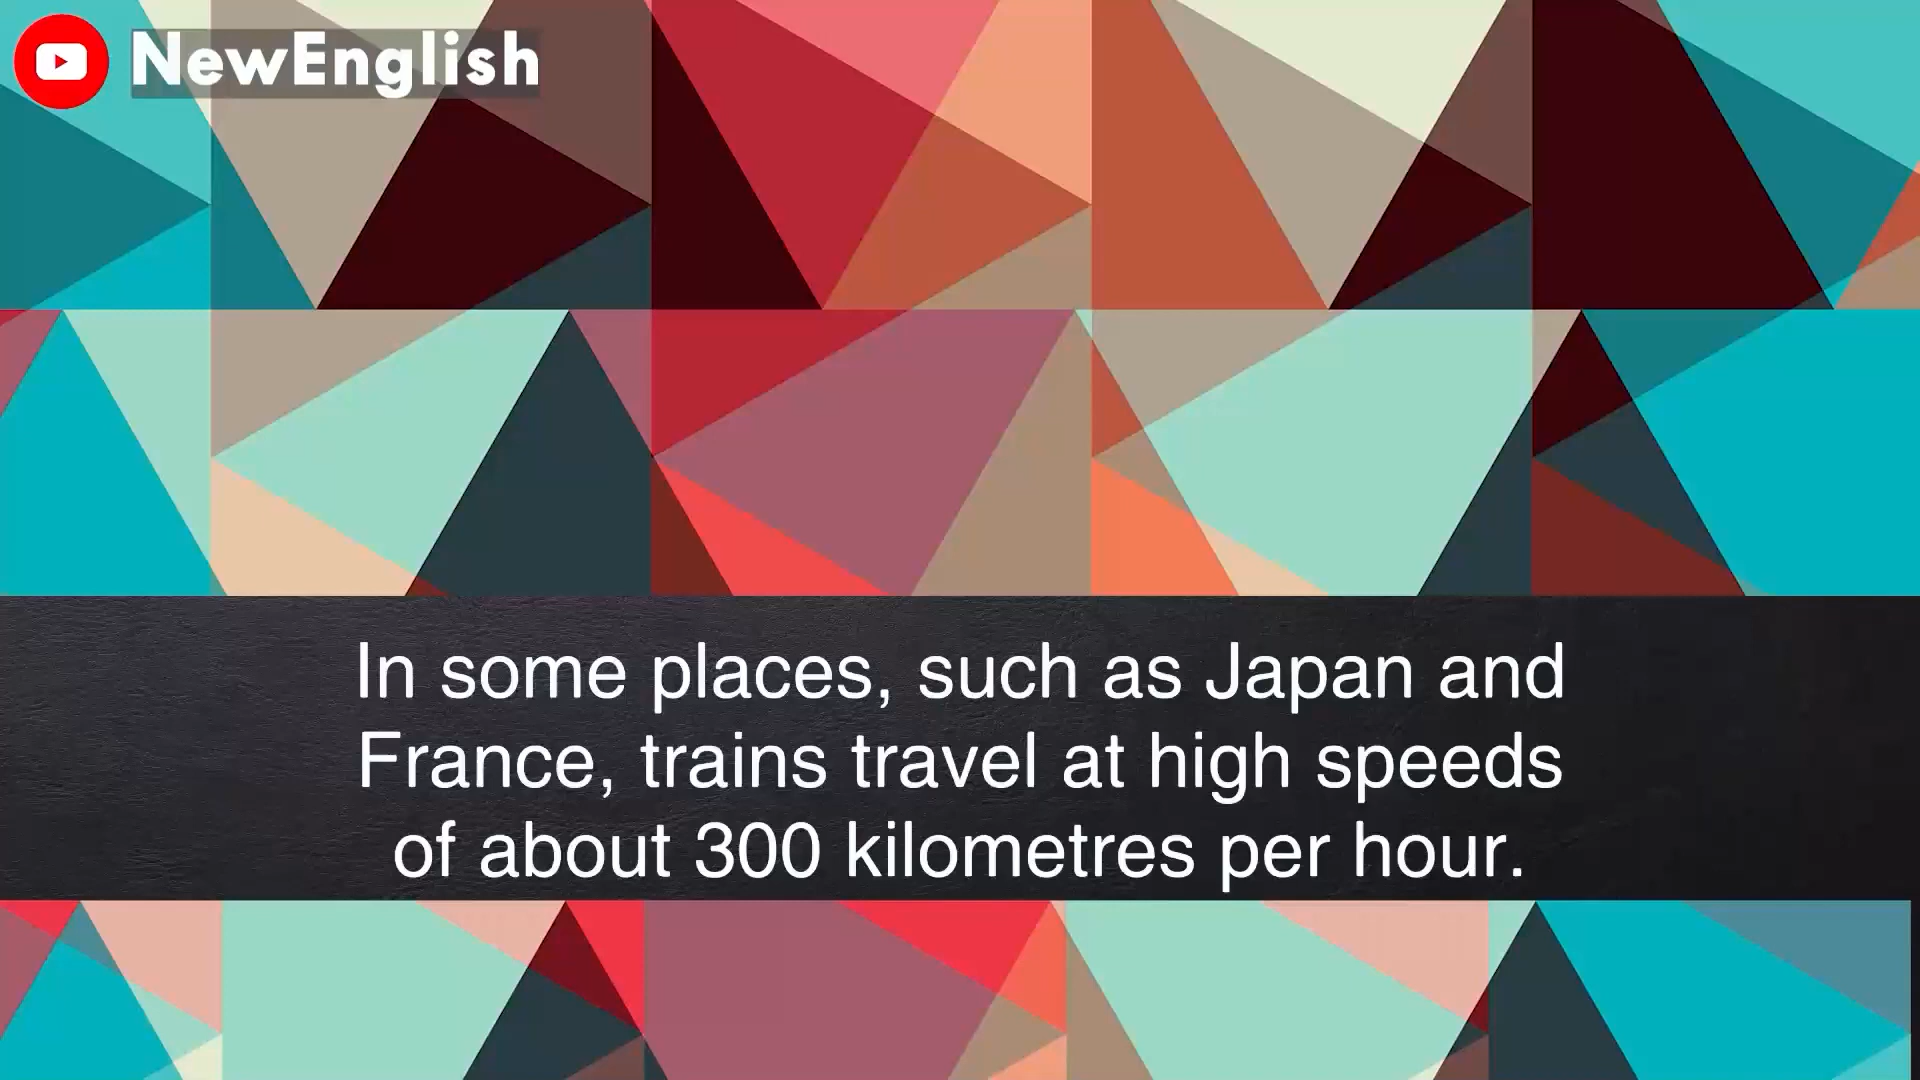 NewEnglish
In some places, such as Japan and
France, trains travel at high speeds
of about 300 kilometres per hour.